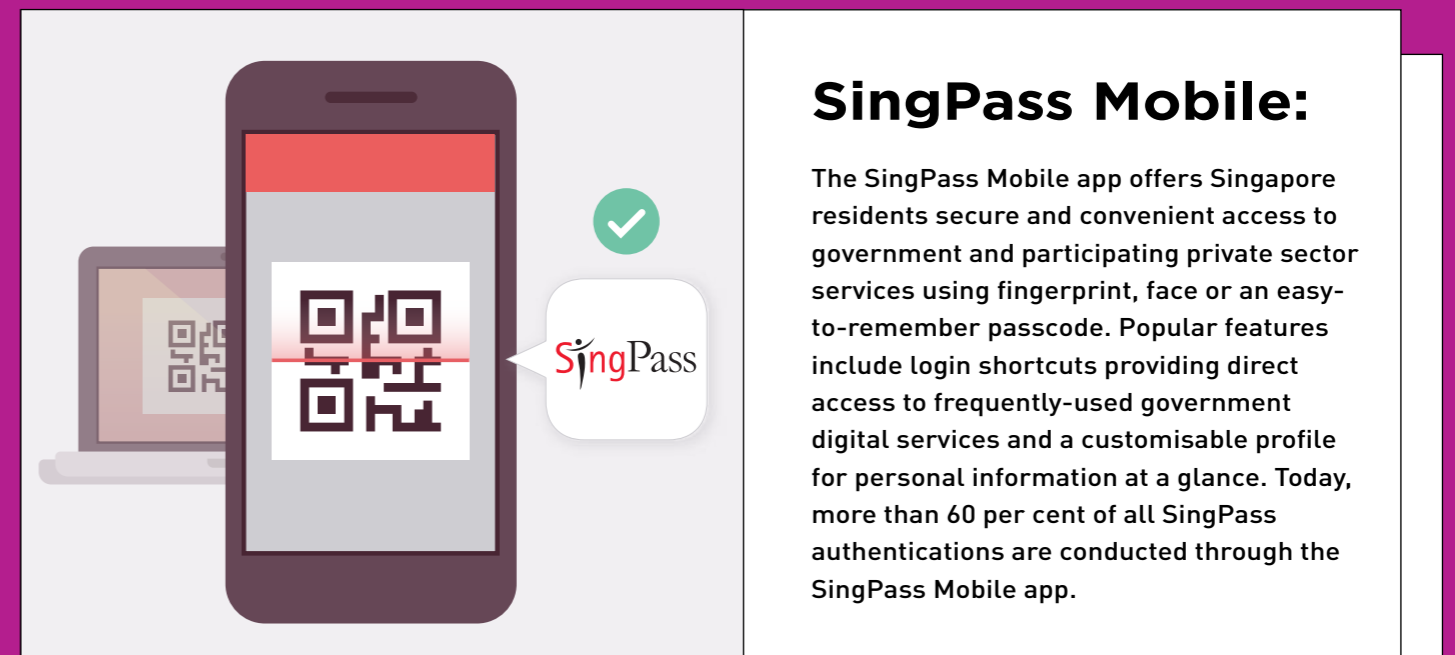 SingPass
SingPass Mobile:
The SingPass Mobile app offers Singapore
residents secure and convenient access to
government and participating private sector
services using fingerprint, face or an easy-
to-remember passcode. Popular features
include login shortcuts providing direct
access to frequently-used government
digital services and a customisable profile
for personal information at a glance. Today,
more than 60 per cent of all SingPass
authentications are conducted through the
SingPass Mobile app.